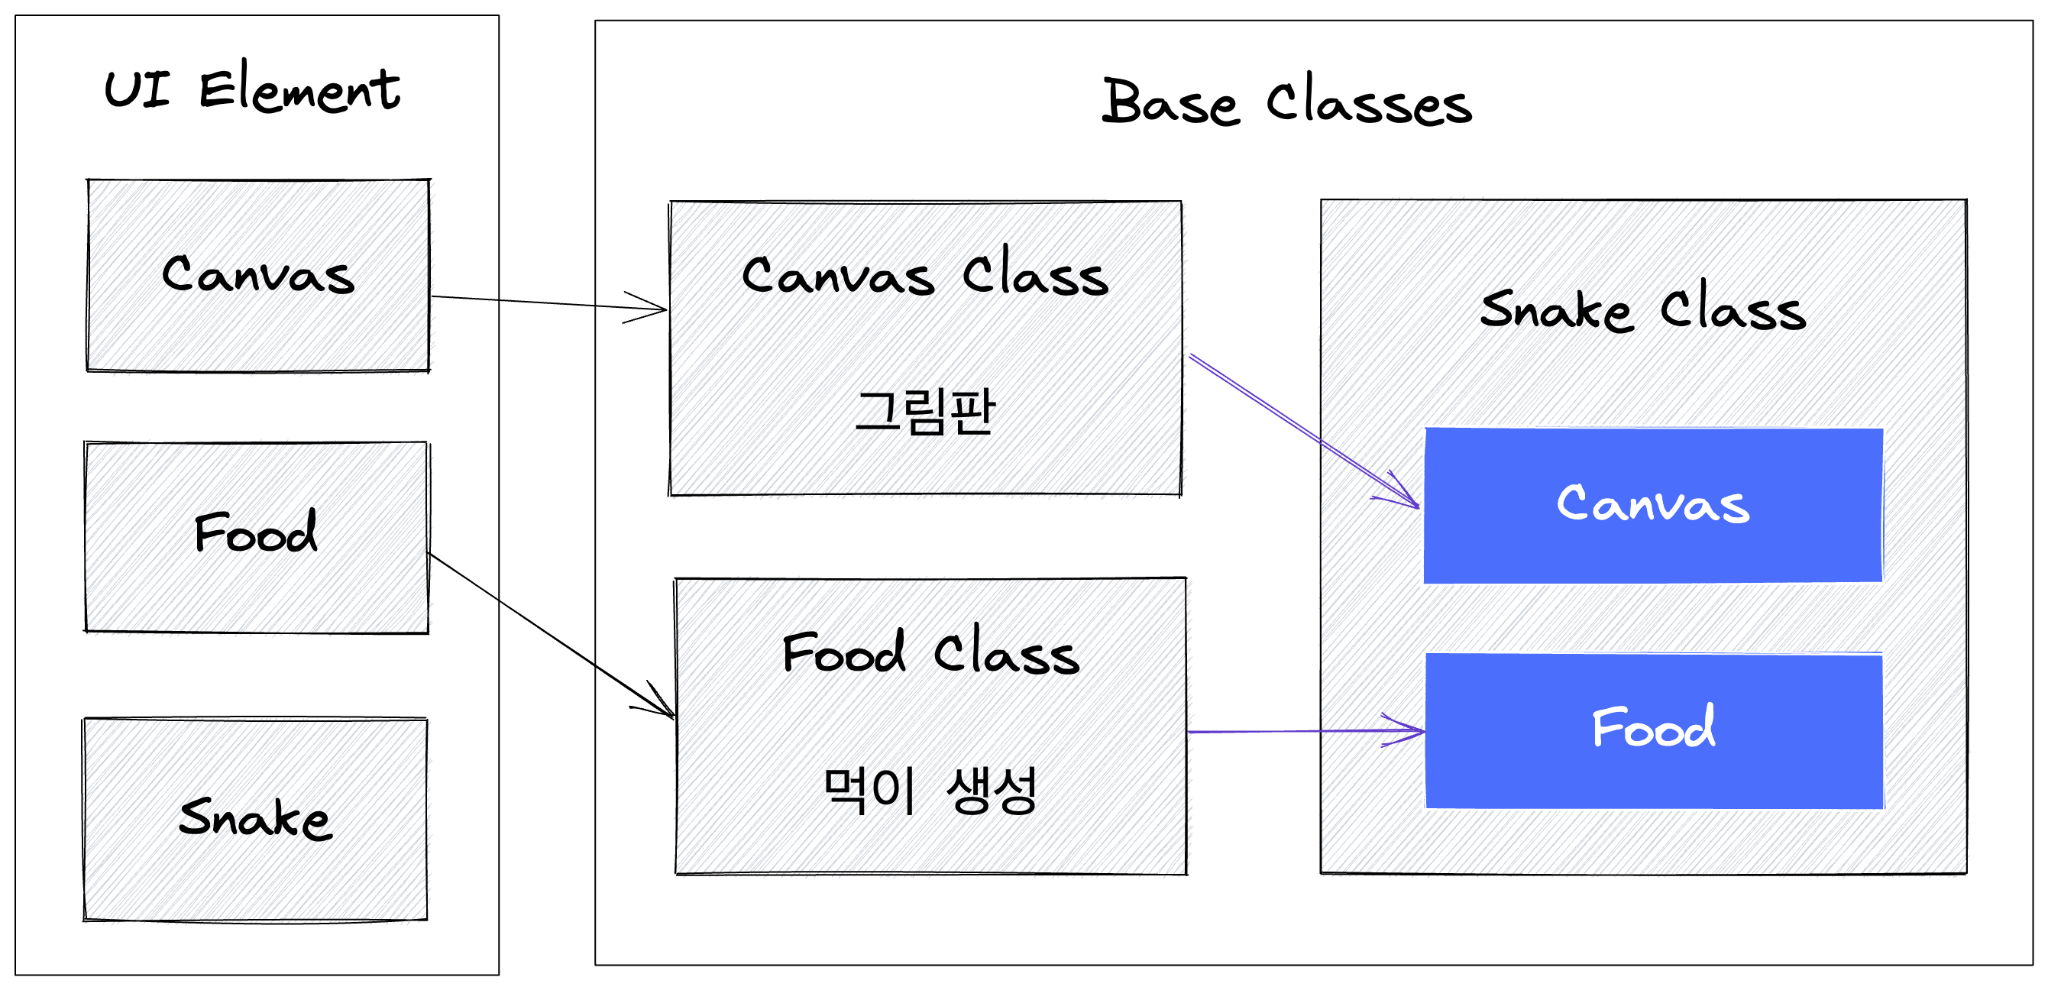 UI Element
Canvas
Food
Snake
Base Classes
Canvas Class
그림판
Food Class
먹이 생성
Snake Class
Canvas
Food